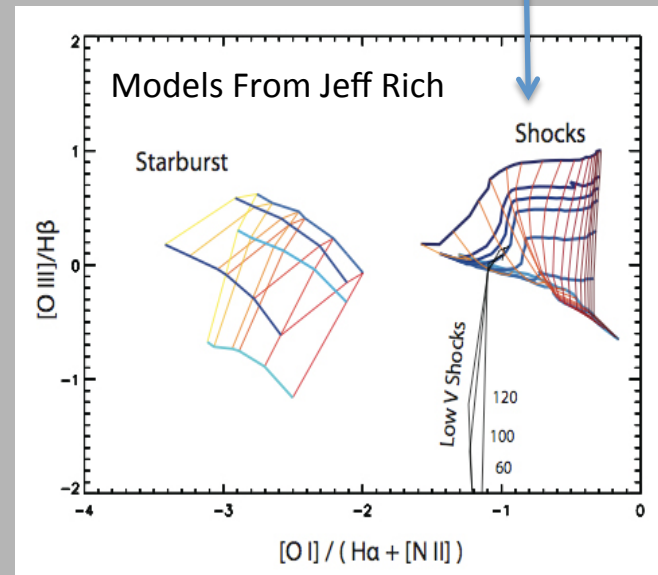 2
Models From Jeff Rich
Shocks
Starburst
1
[O III]/Hβ
0
Low V Shocks
-1
120
100
60
-2
-4 -3 -2 -1 0
[O I] / ( Hα + [N II] )